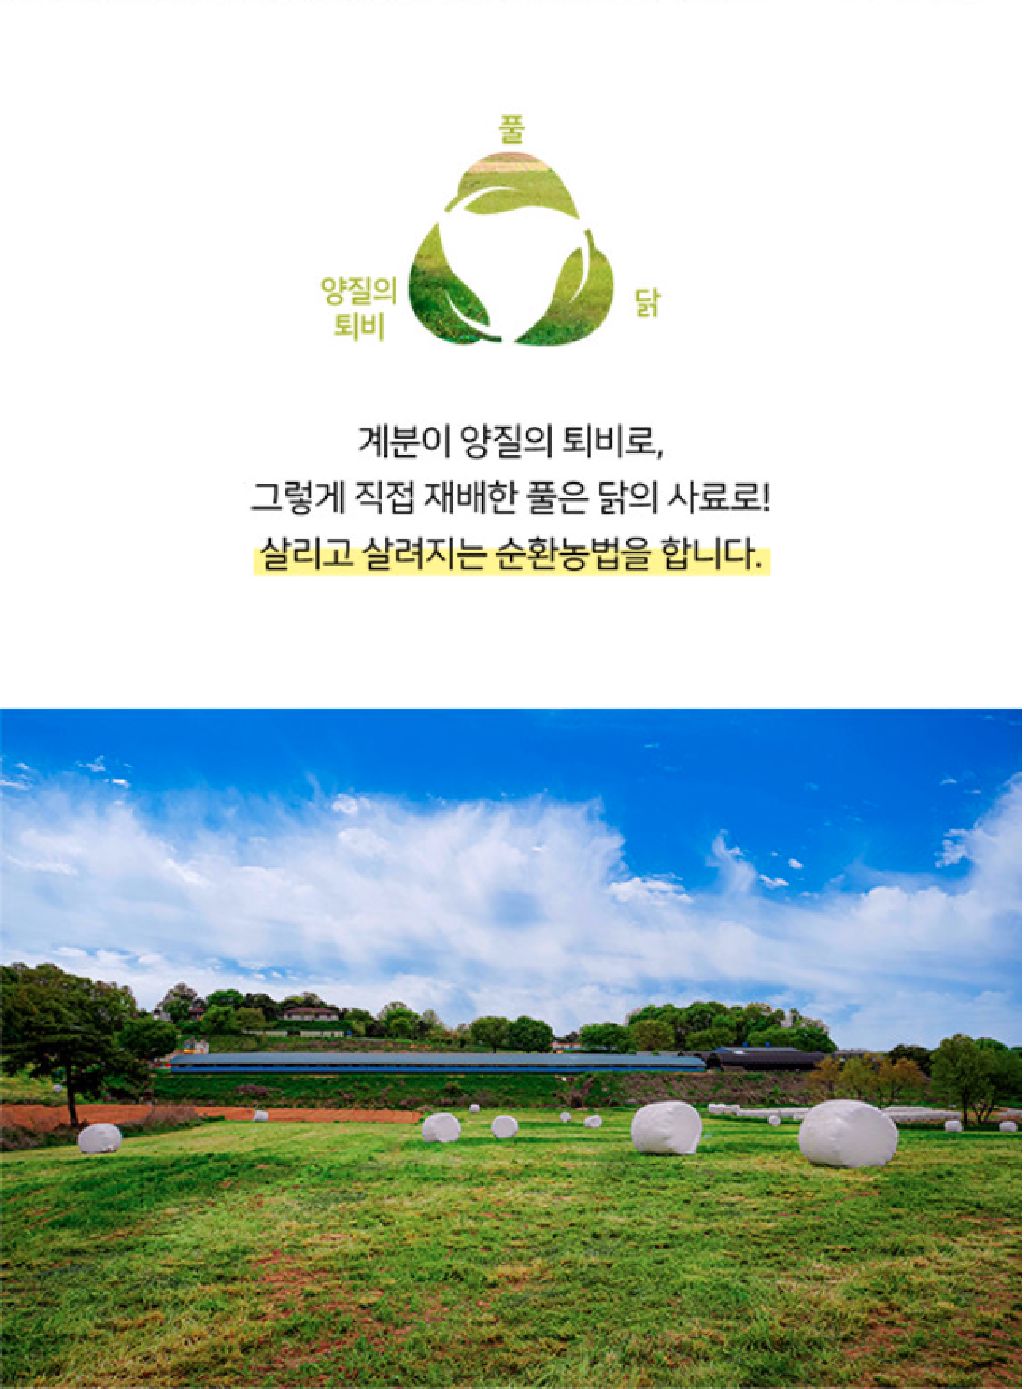 풀
양질의
퇴비
닭
계분이 양질의 퇴비로,
그렇게 직접 재배한 풀은 닭의 사료로!
살리고 살려지는 순환농법을 합니다.